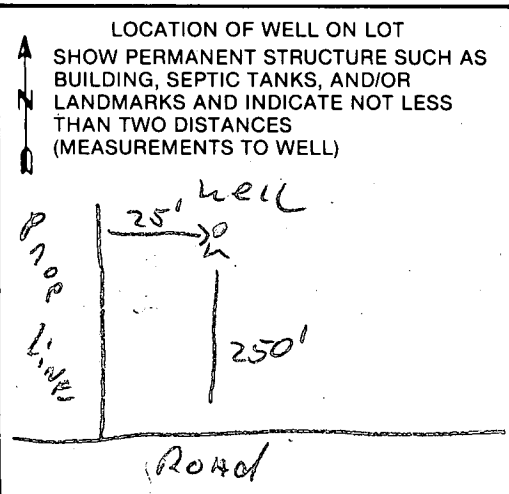 LOCATION OF WELL ON LOT
SHOW PERMANENT STRUCTURE SUCH AS
BUILDING, SEPTIC TANKS, AND/OR
N LANDMARKS AND INDICATE NOT LESS
THAN TWO DISTANCES
(MEASUREMENTS TO WELL)
well
25'
Prop
Line
250'
Road